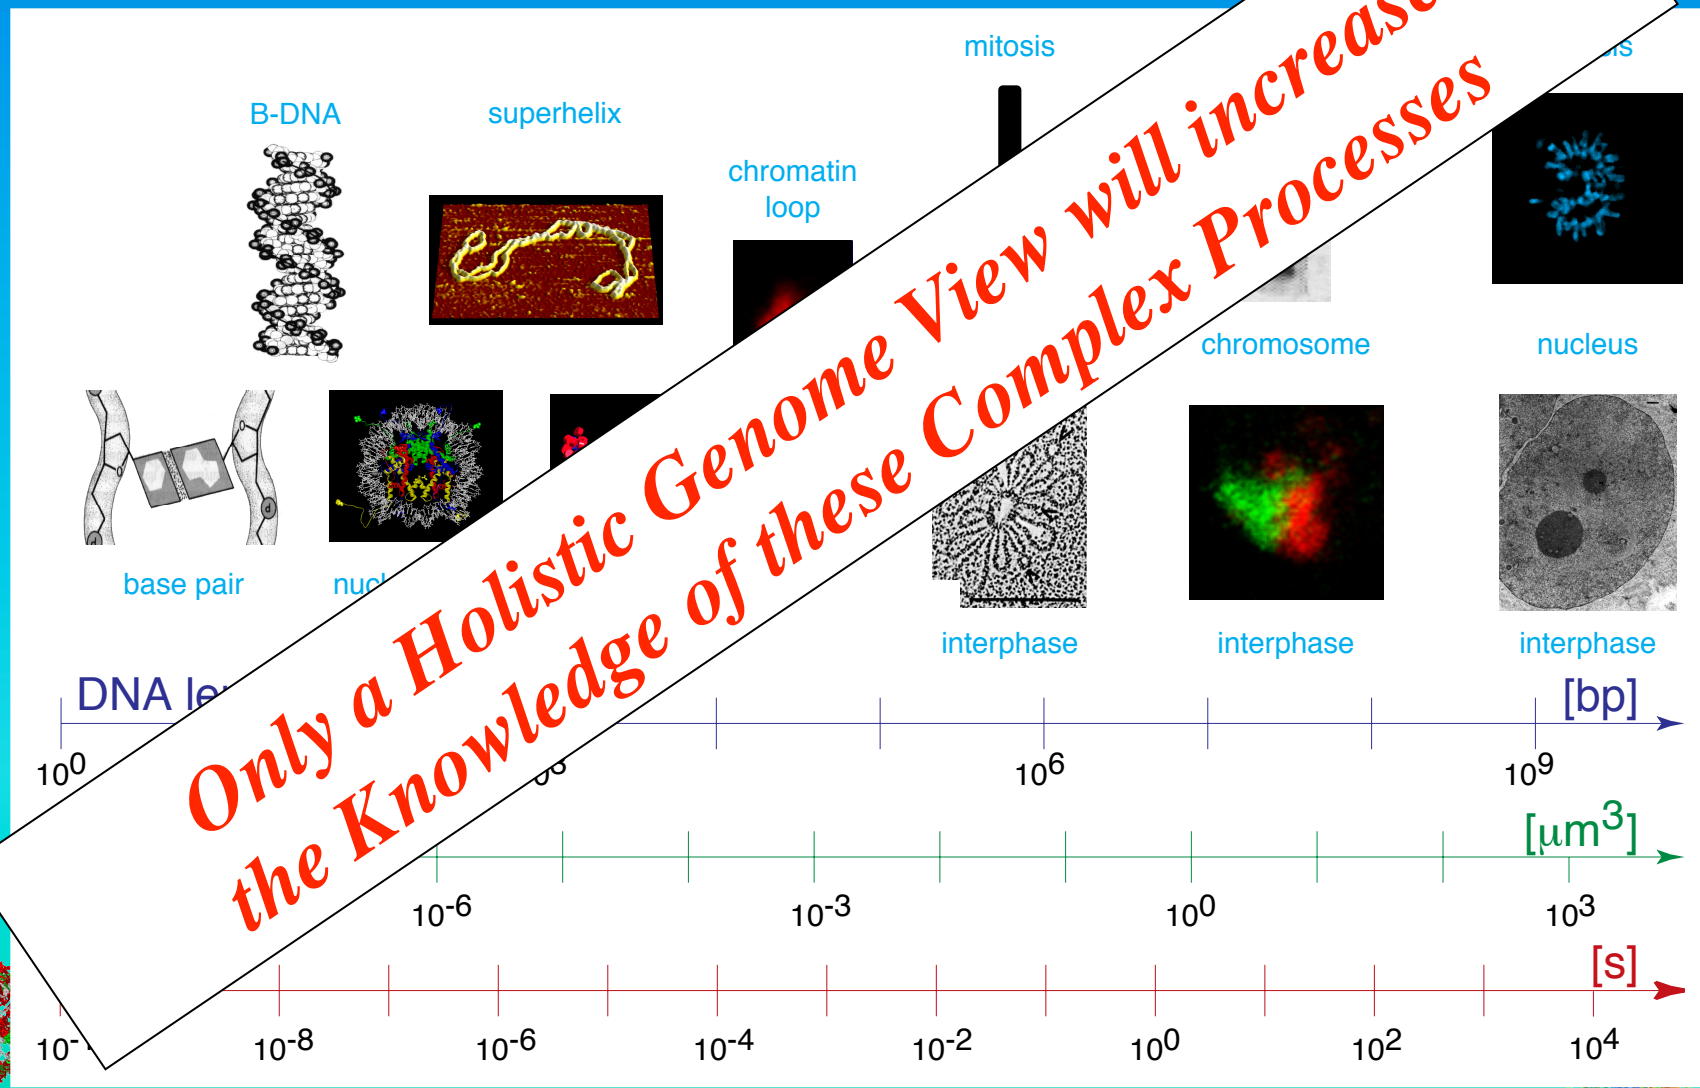 mitosis
B-DNA
superhelix
chromatin
loop
chromosome
nucleus
base pair
interphase
interphase
interphase
Only a Holistic Genome View will increase
the Knowledge of these Complex Processes
DNA
[bp]
10⁰
10⁶
10⁹
[µm³]
10⁻⁶
10⁻³
10⁰
10³
[s]
10⁻⁸
10⁻⁶
10⁻⁴
10⁻²
10⁰
10²
10⁴